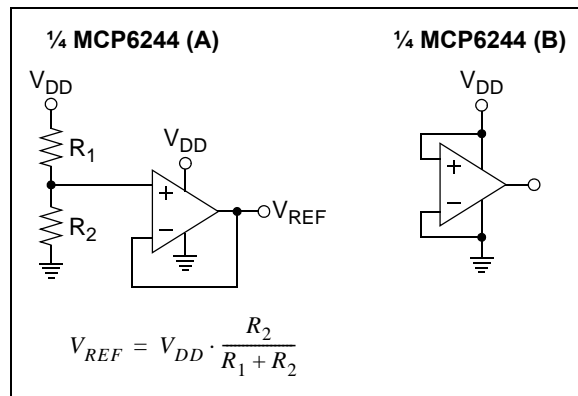 ¼ MCP6244 (A)
¼ MCP6244 (B)
V_DD
R_1
R_2
V_DD
+
−
V_REF
V_DD
+
−
V_REF = V_DD · R_2 / R_1 + R_2